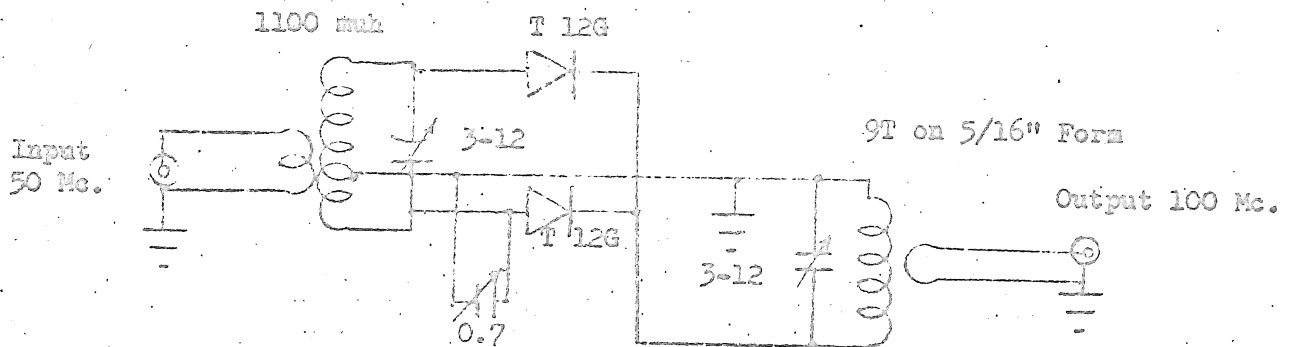 1100 muh
T 12G
3-12
9T on 5/16" Form
Input
50 Mc.
Output 100 Mc.
T 12G
3-12
0.7